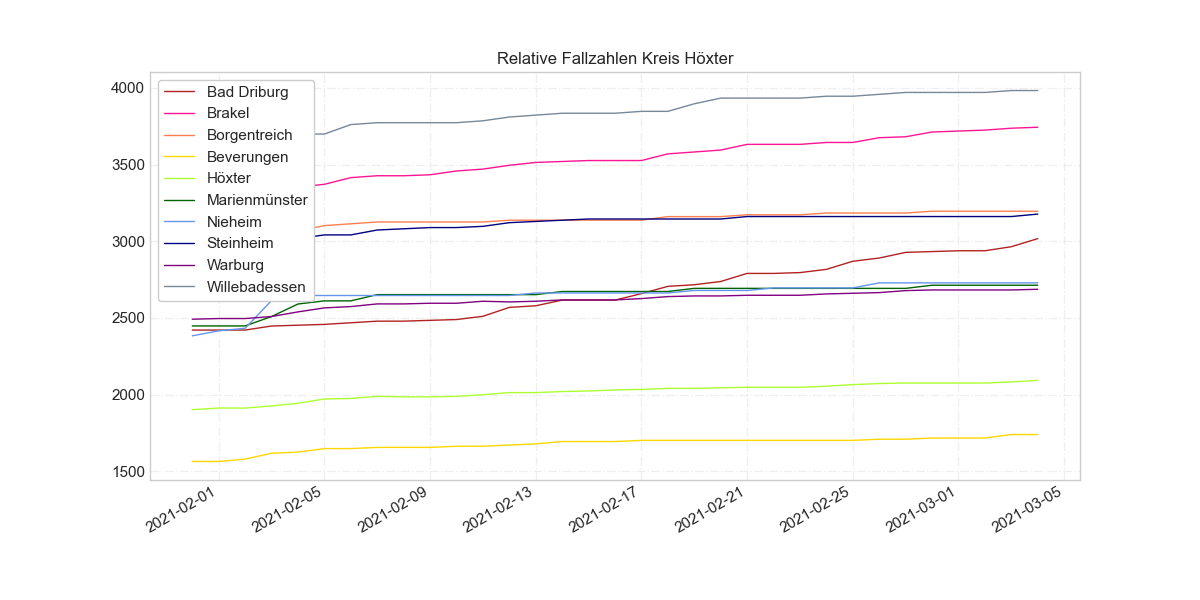 Relative Fallzahlen Kreis Höxter
4000
3500
3000
2500
2000
1500
Bad Driburg
Brakel
Borgentreich
Beverungen
Höxter
Marienmünster
Nieheim
Steinheim
Warburg
Willebadessen
2021-02-01
2021-02-05
2021-02-09
2021-02-13
2021-02-17
2021-02-21
2021-02-25
2021-03-01
2021-03-05